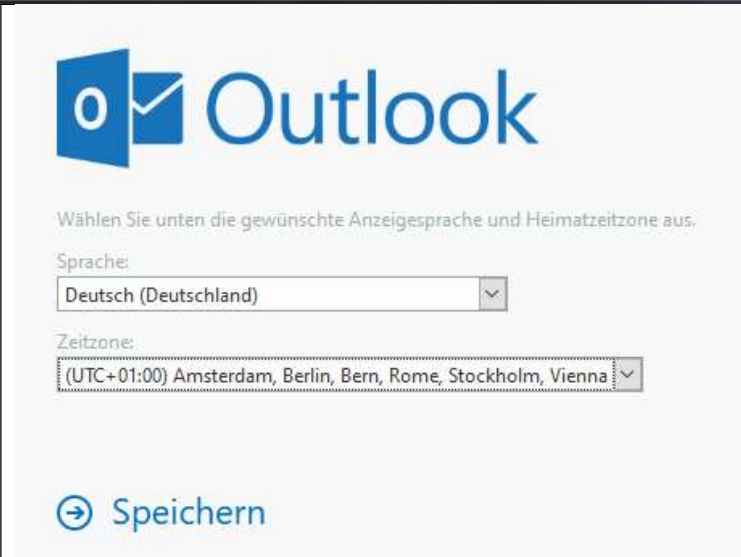 Outlook
Wählen Sie unten die gewünschte Anzeigesprache und Heimatzeitzone aus.
Sprache:
Deutsch (Deutschland)
Zeitzone:
(UTC+01:00) Amsterdam, Berlin, Bern, Rome, Stockholm, Vienna
Speichern